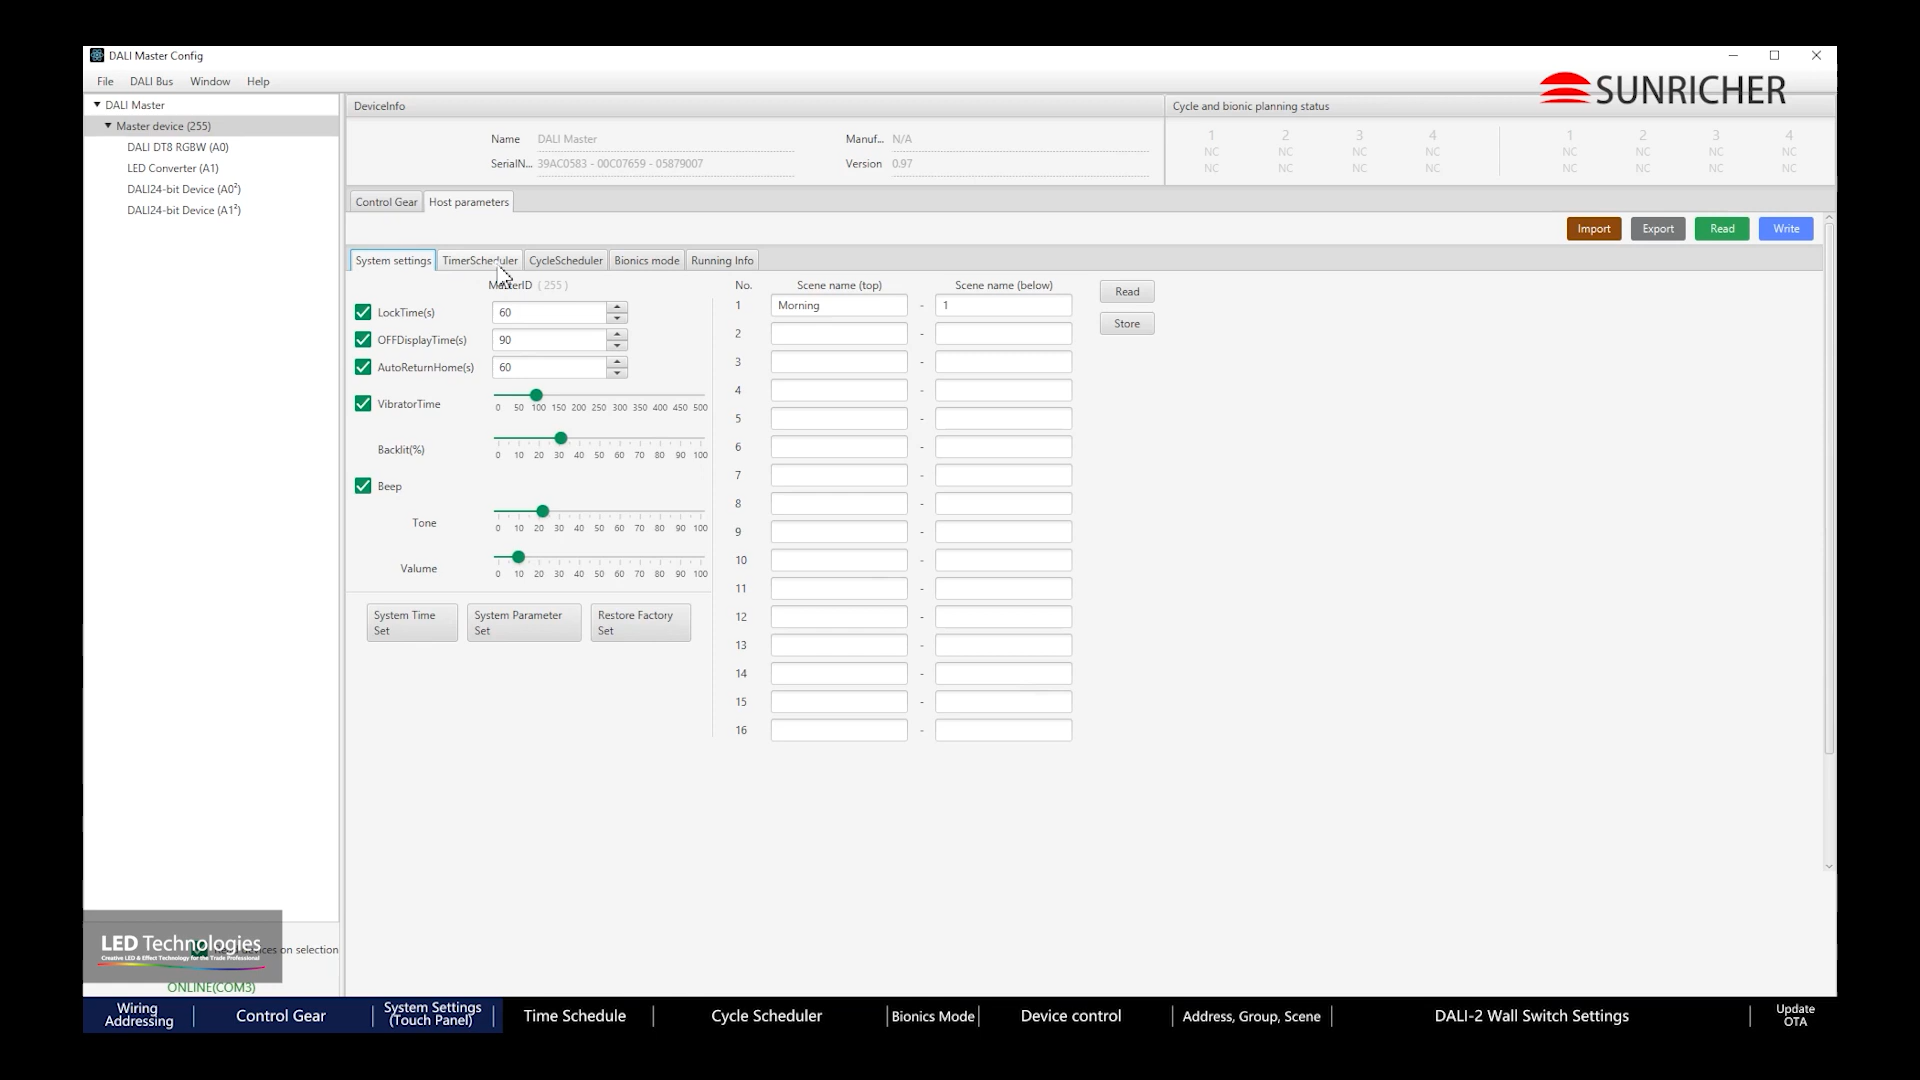 DALI Master Config
File DALI Bus Window Help
SUNRICHER
DALI Master
Master device (255)
DALI DT8 RGBW (A0)
LED Converter (A1)
DALI24-bit Device (A0²)
DALI24-bit Device (A1²)
DeviceInfo
Name DALI Master Manuf... N/A
SerialN... 39AC0583 - 00C07659 - 05879007 Version 0.97
Cycle and bionic planning status
1 2 3 4 1 2 3 4
NC NC NC NC NC NC NC NC
NC NC NC NC NC NC NC NC
Control Gear Host parameters
Import Export Read Write
System settings TimerScheduler CycleScheduler Bionics mode Running Info
(255)
LockTime(s) 60
OFFDisplayTime(s) 90
AutoReturnHome(s) 60
VibratorTime
0 50 100 150 200 250 300 350 400 450 500
Backlit(%)
0 10 20 30 40 50 60 70 80 90 100
Beep
Tone
0 10 20 30 40 50 60 70 80 90 100
Valume
0 10 20 30 40 50 60 70 80 90 100
System Time Set
System Parameter Set
Restore Factory Set
No. Scene name (top) Scene name (below)
1 Morning - 1
2 -
3 -
4 -
5 -
6 -
7 -
8 -
9 -
10 -
11 -
12 -
13 -
14 -
15 -
16 -
Read
Store
LED Technologies
Creative LED & Effect Technology for the Trade Professional
on selection
ONLINE(COM3)
Wiring Addressing
Control Gear
System Settings (Touch Panel)
Time Schedule
Cycle Scheduler
Bionics Mode
Device control
Address, Group, Scene
DALI-2 Wall Switch Settings
Update OTA